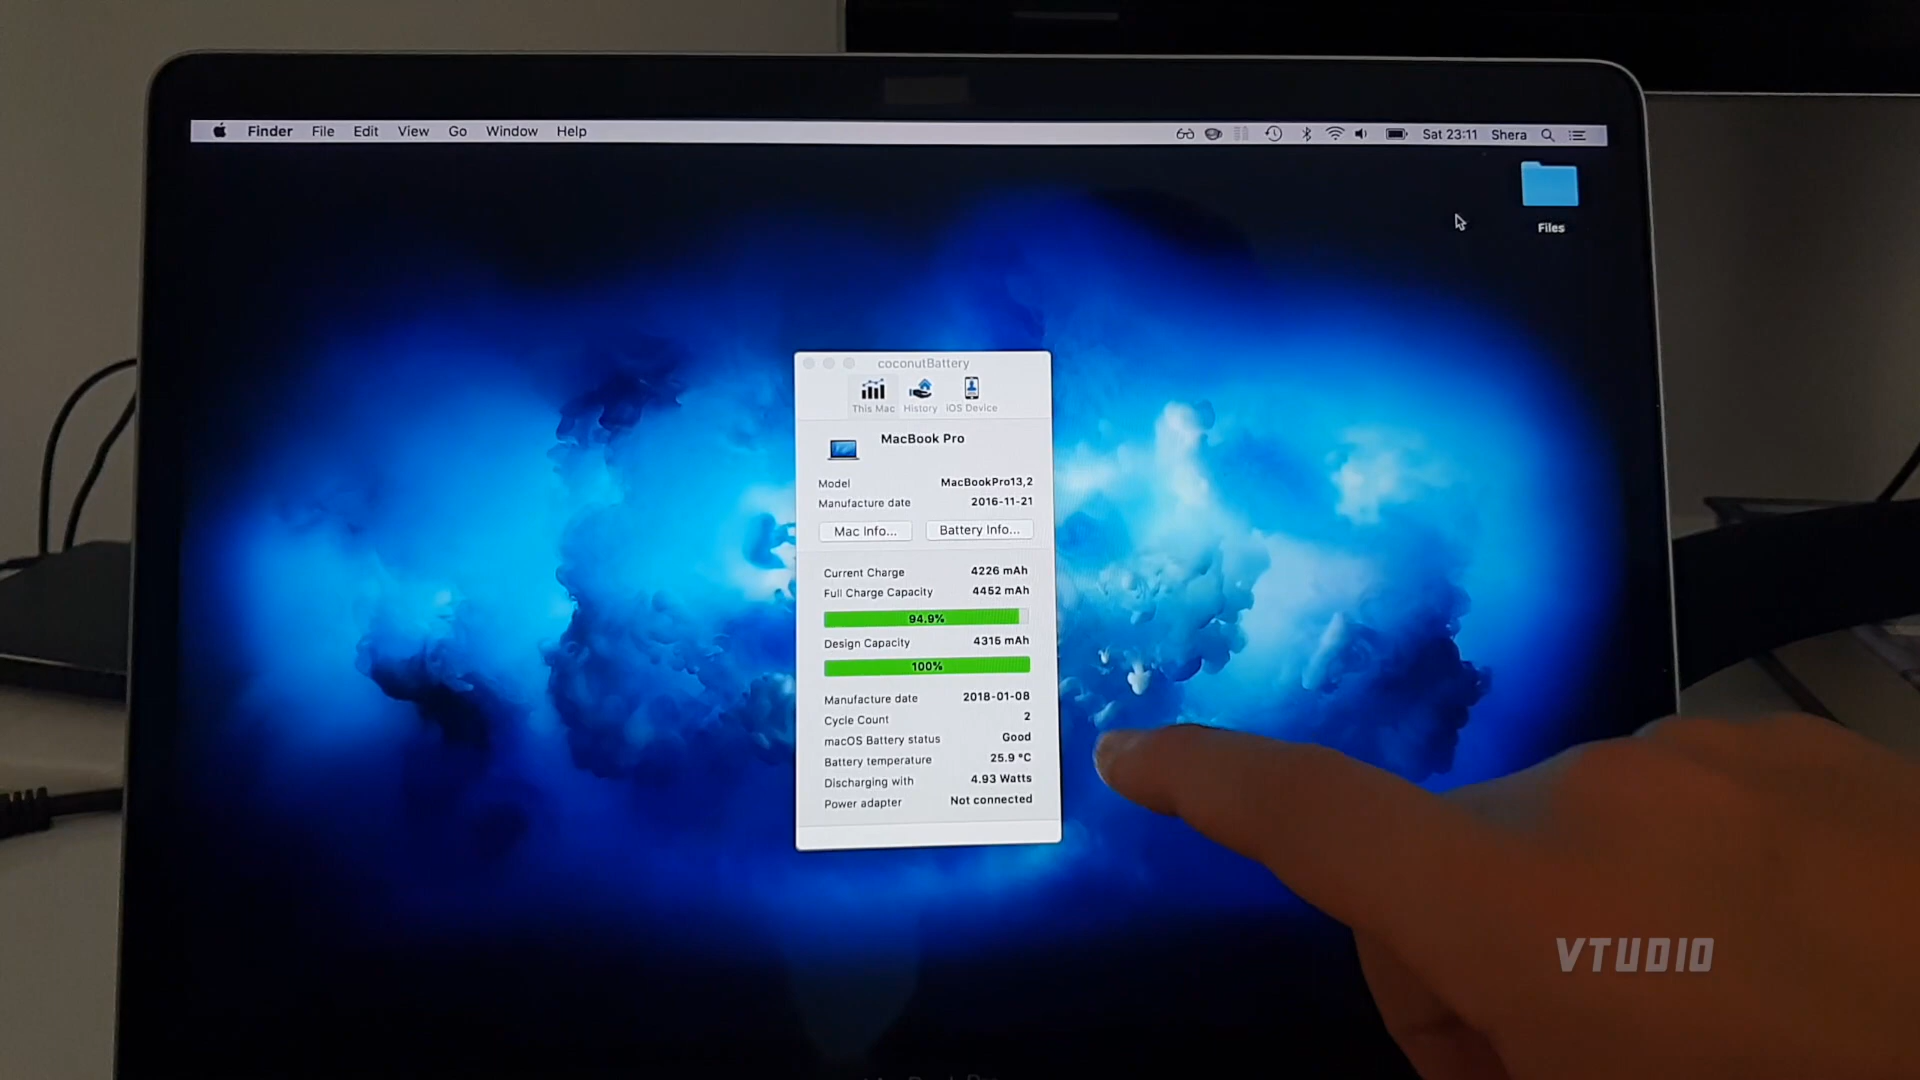 Finder File Edit View Go Window Help
Sat 23:11 Shera
Files
coconutBattery
This Mac History iOS Device
MacBook Pro
Model MacBookPro13,2
Manufacture date 2016-11-21
Mac Info... Battery Info...
Current Charge 4226 mAh
Full Charge Capacity 4452 mAh
94.9%
Design Capacity 4315 mAh
100%
Manufacture date 2018-01-08
Cycle Count 2
macOS Battery status Good
Battery temperature 25.9 °C
Discharging with 4.93 Watts
Power adapter Not connected
VTUDIO